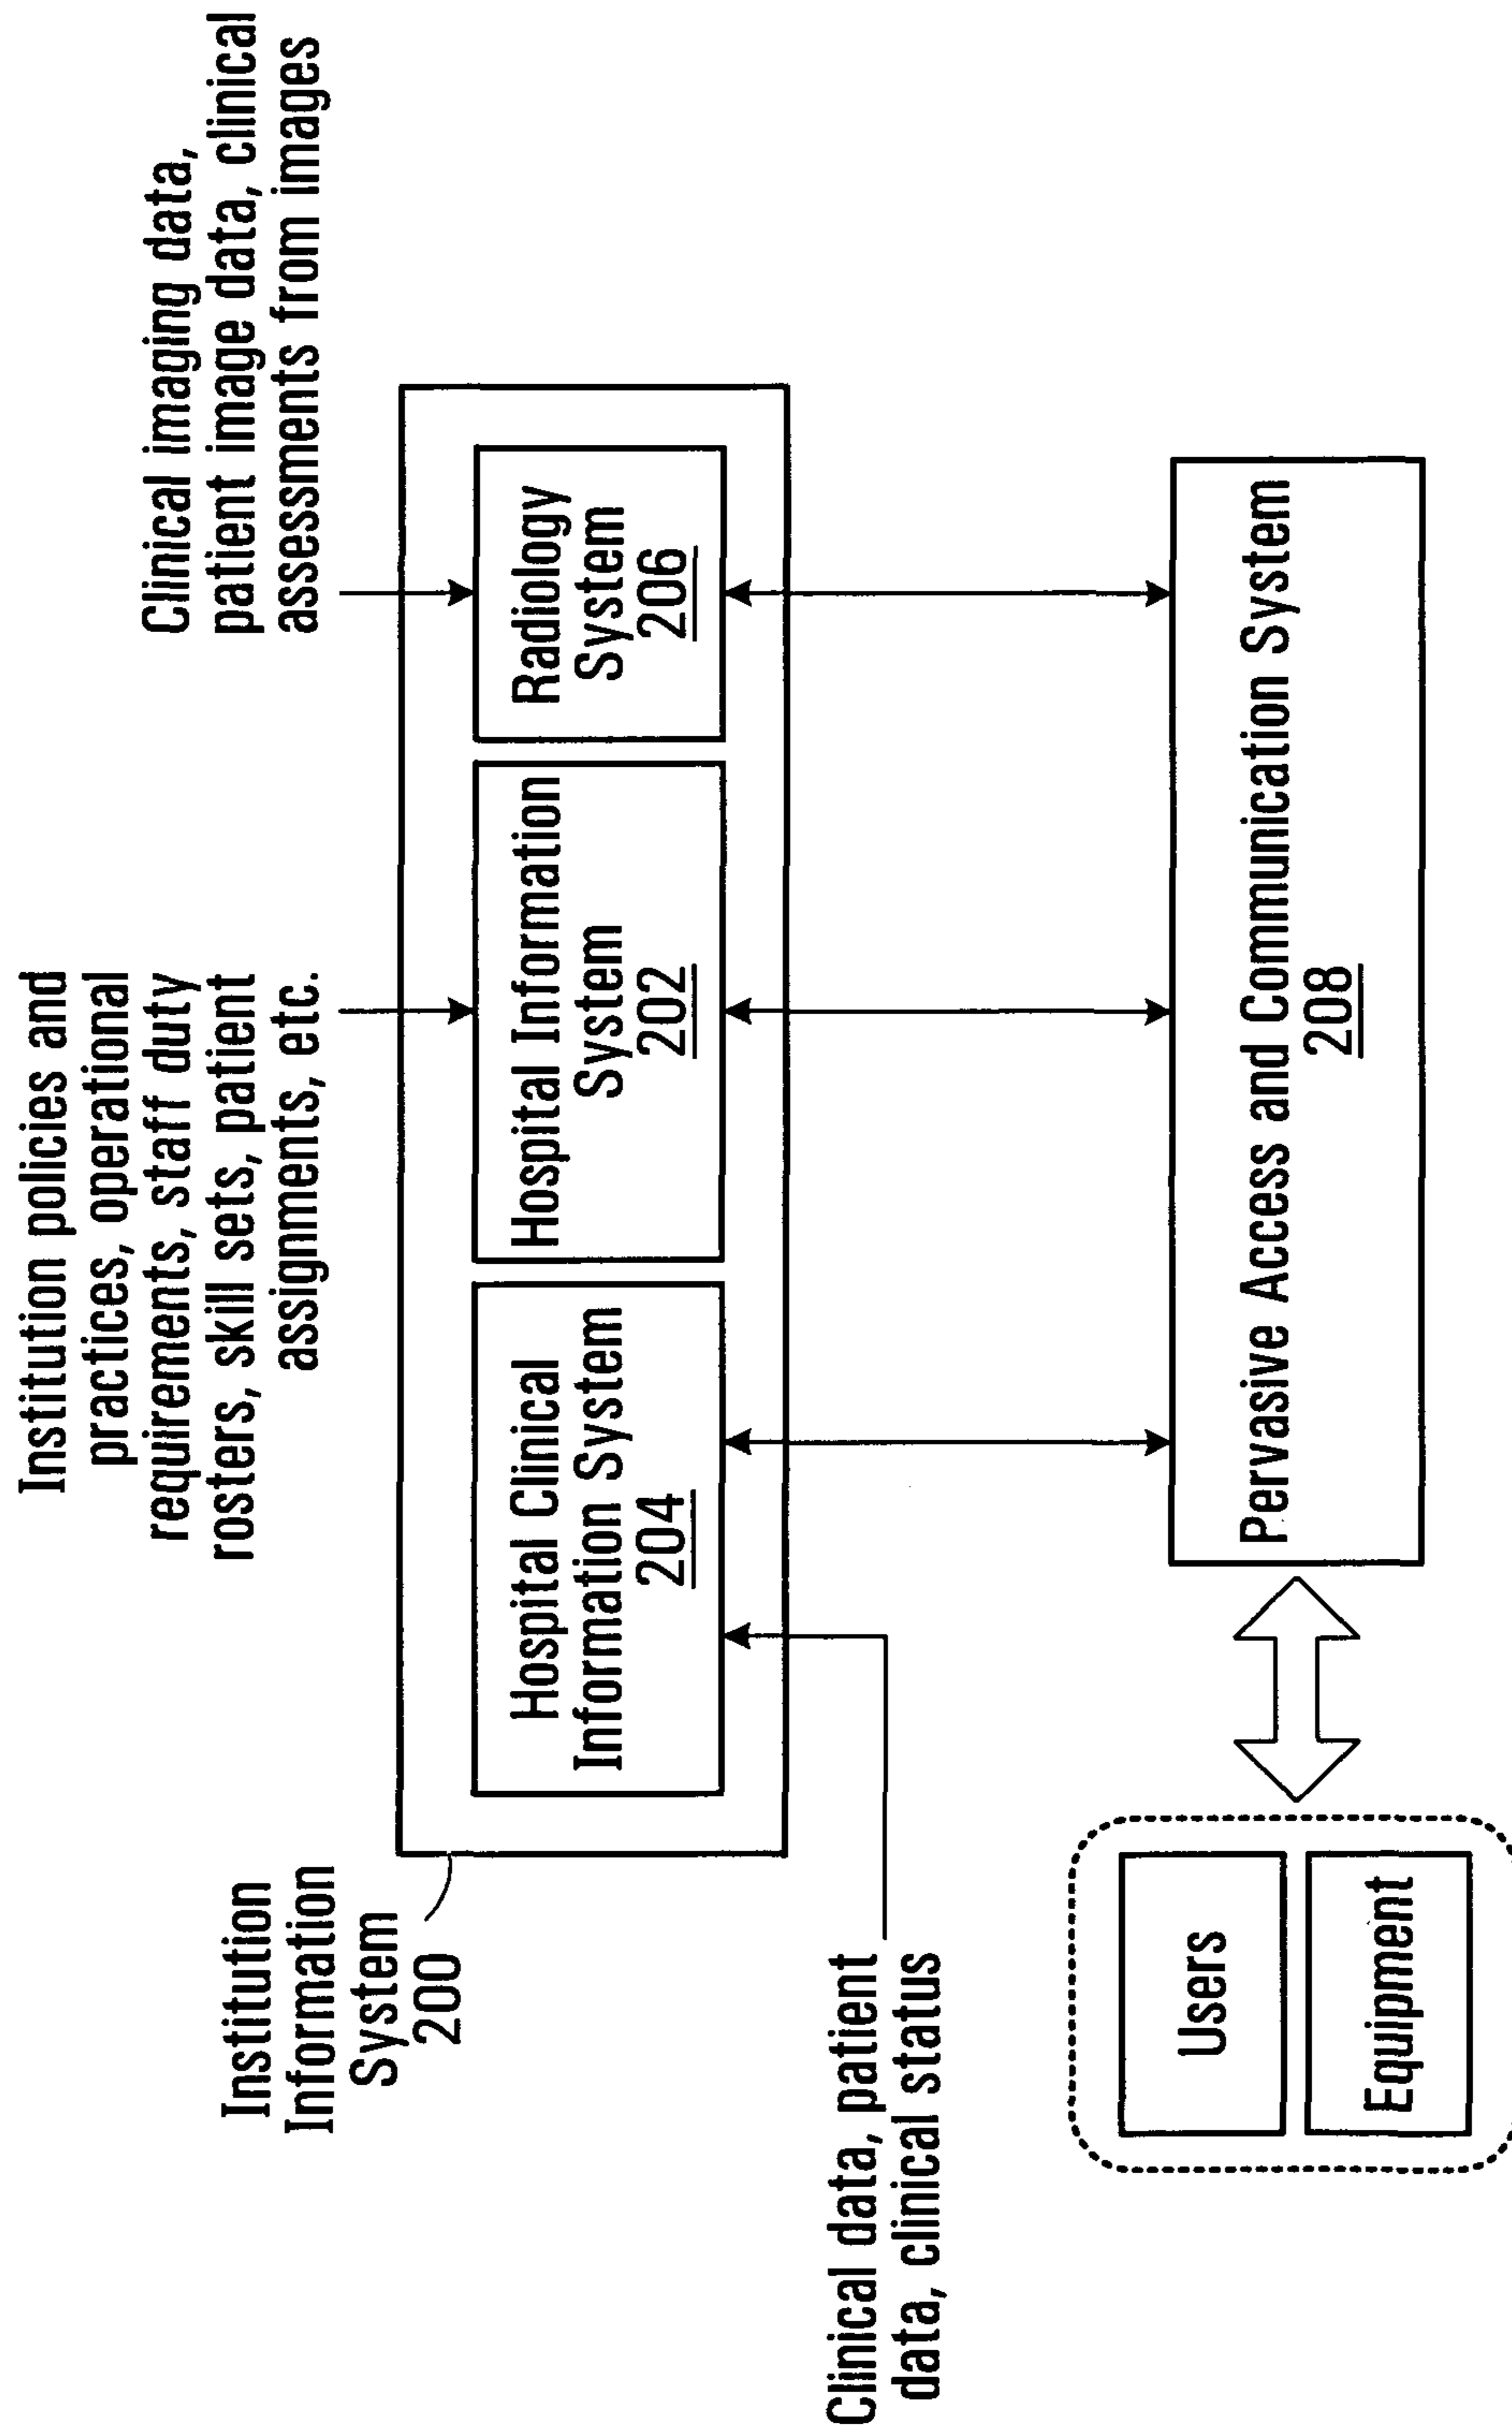 Institution policies and
practices, operational
requirements, staff duty
rosters, skill sets, patient
assignments, etc.
Clinical imaging data,
patient image data, clinical
assessments from images
Institution
Information
System
200
Hospital Clinical
Information System
204
Hospital Information
System
202
Radiology
System
206
Clinical data, patient
data, clinical status
Users
Equipment
Pervasive Access and Communication System
208